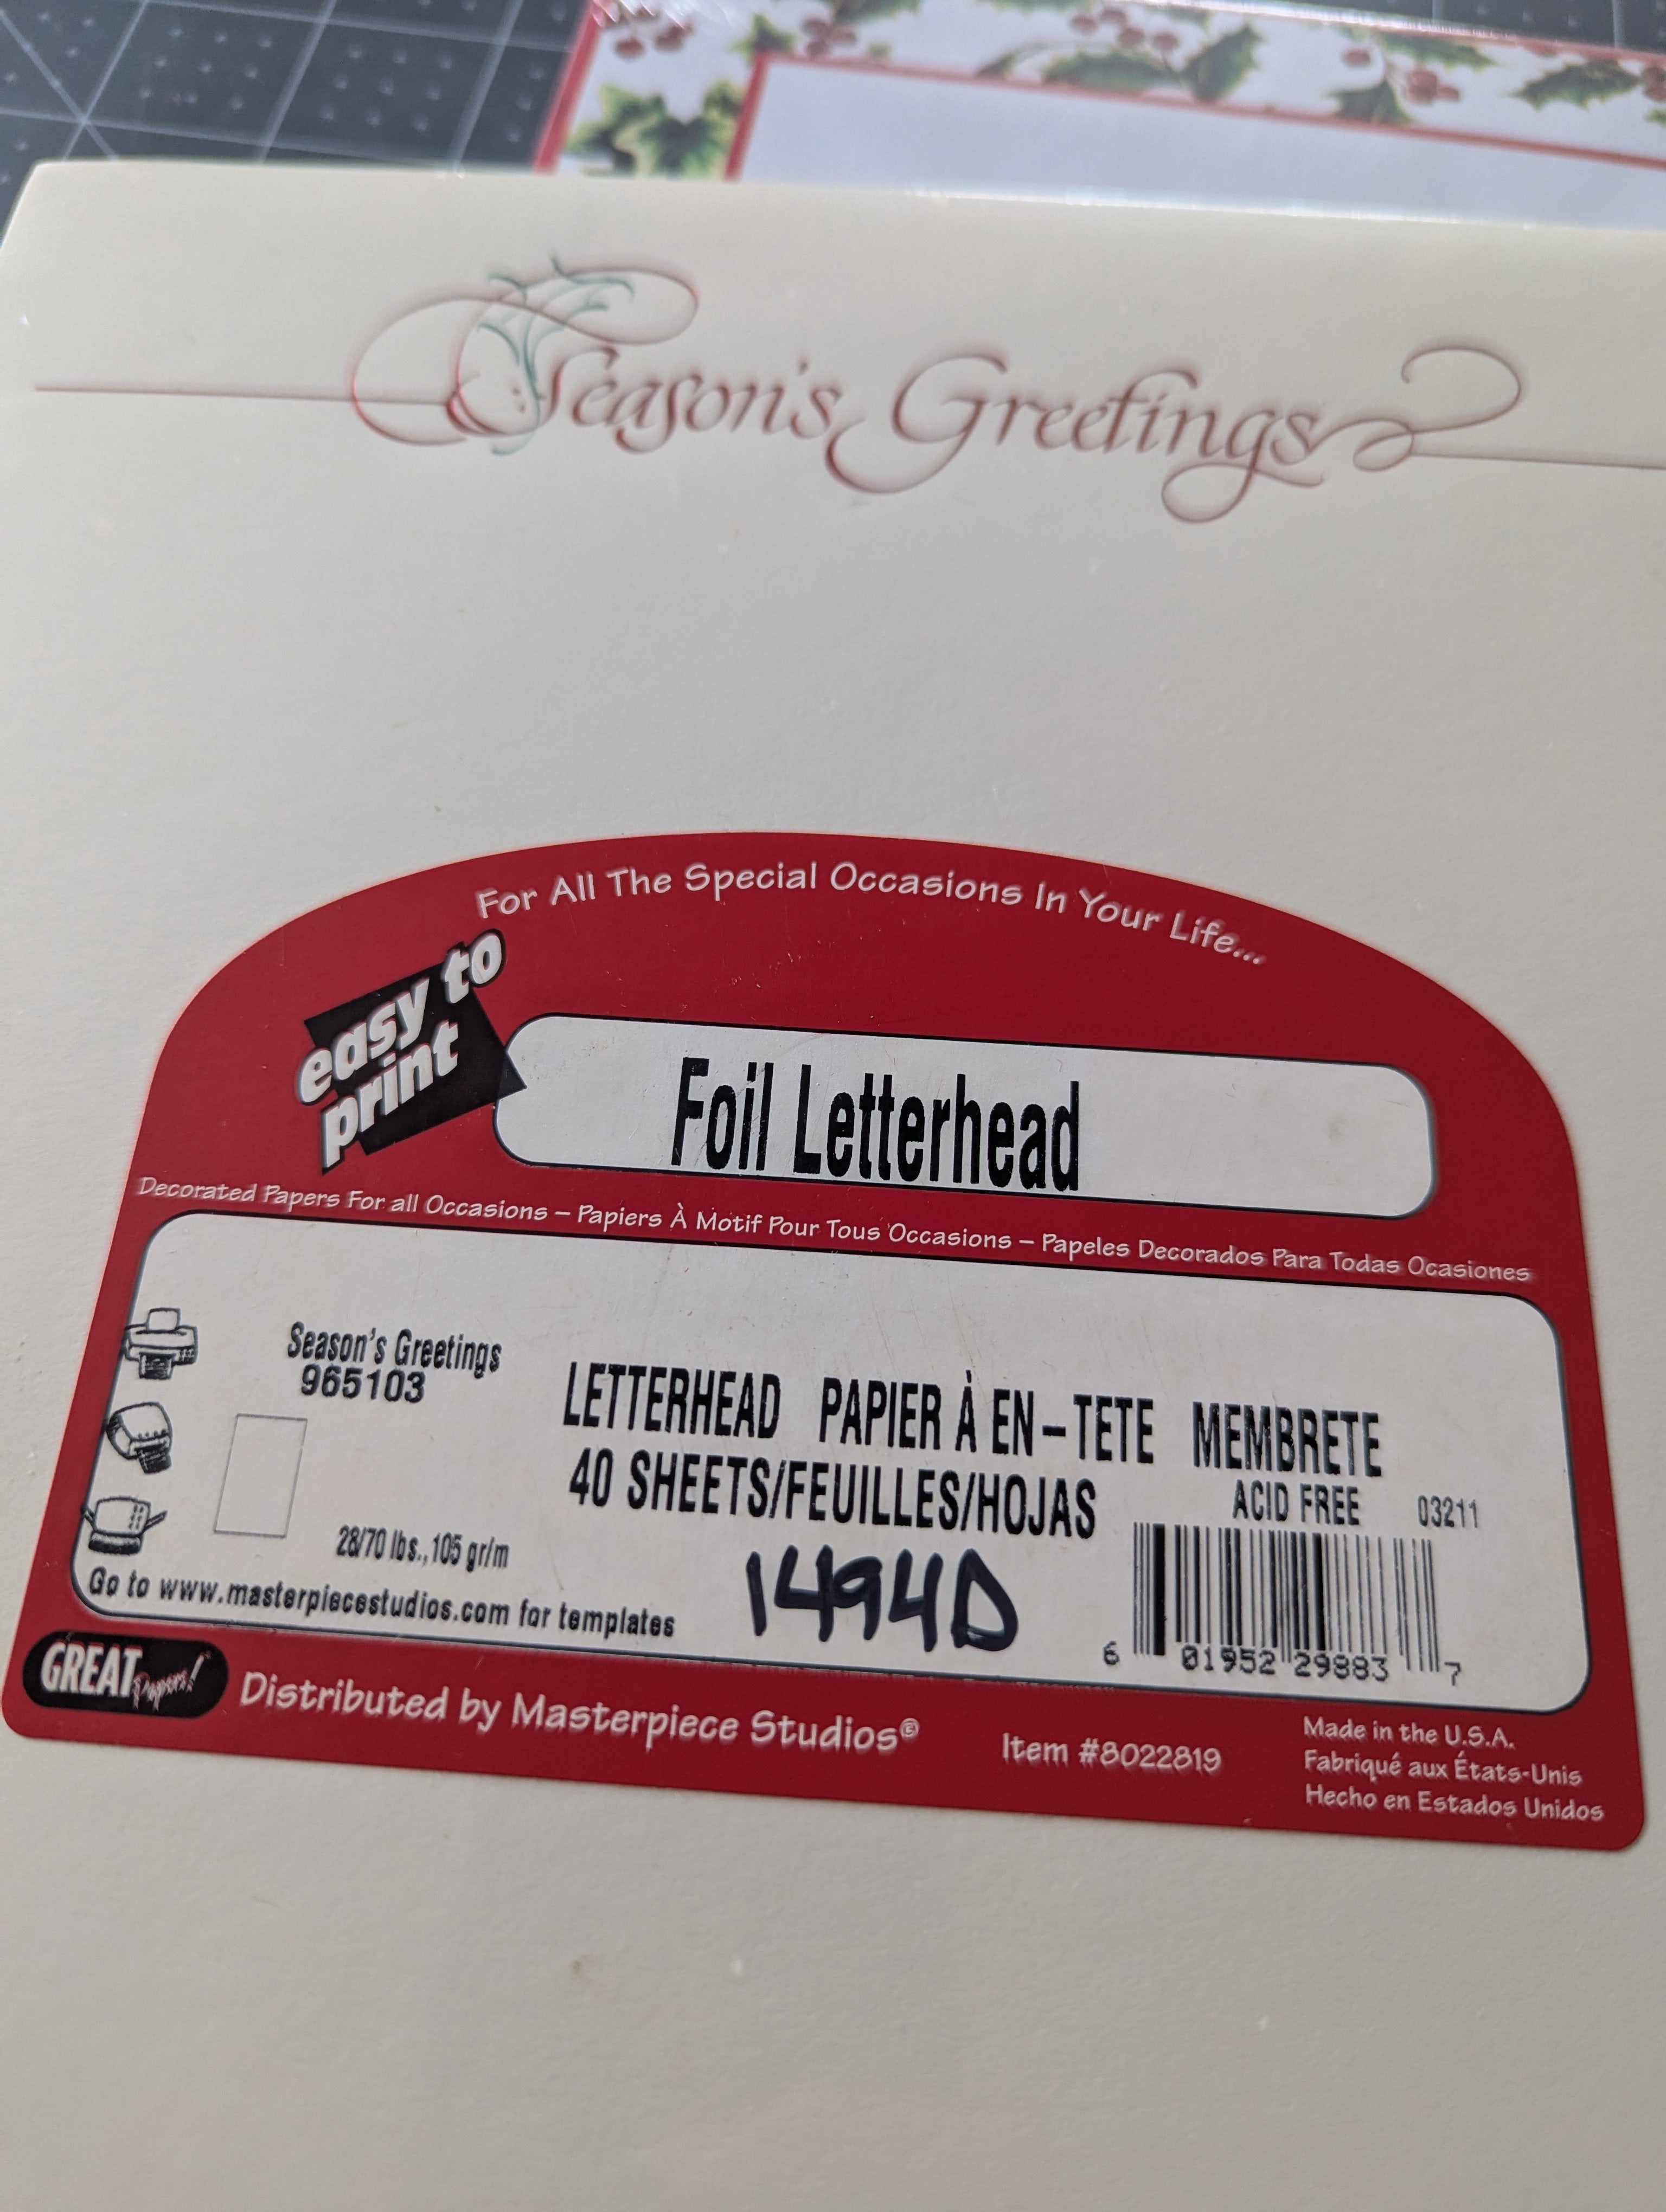 Season's Greetings
For All The Special Occasions In Your Life...
easy to
print
Foil Letterhead
Decorated Papers For all Occasions – Papiers À Motif Pour Tous Occasions – Papeles Decorados Para Todas Ocasiones
Season's Greetings
965103
LETTERHEAD PAPIER À EN-TETE MEMBRETE
40 SHEETS/FEUILLES/HOJAS
ACID FREE 03211
28/70 lbs., 105 gr/m
1494D
Go to www.masterpiecestudios.com for templates
6 01952 29883 7
GREAT Papers!
Distributed by Masterpiece Studios®
Item #8022819
Made in the U.S.A.
Fabriqué aux États-Unis
Hecho en Estados Unidos